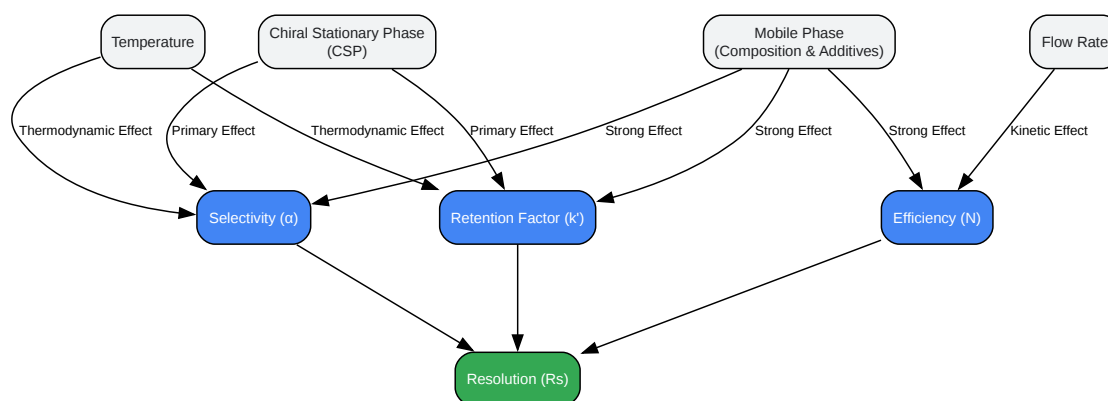 Temperature
Chiral Stationary Phase
(CSP)
Mobile Phase
(Composition & Additives)
Flow Rate
Thermodynamic Effect
Primary Effect
Thermodynamic Effect
Primary Effect
Strong Effect
Strong Effect
Strong Effect
Kinetic Effect
Selectivity (α)
Retention Factor (k')
Efficiency (N)
Resolution (Rs)